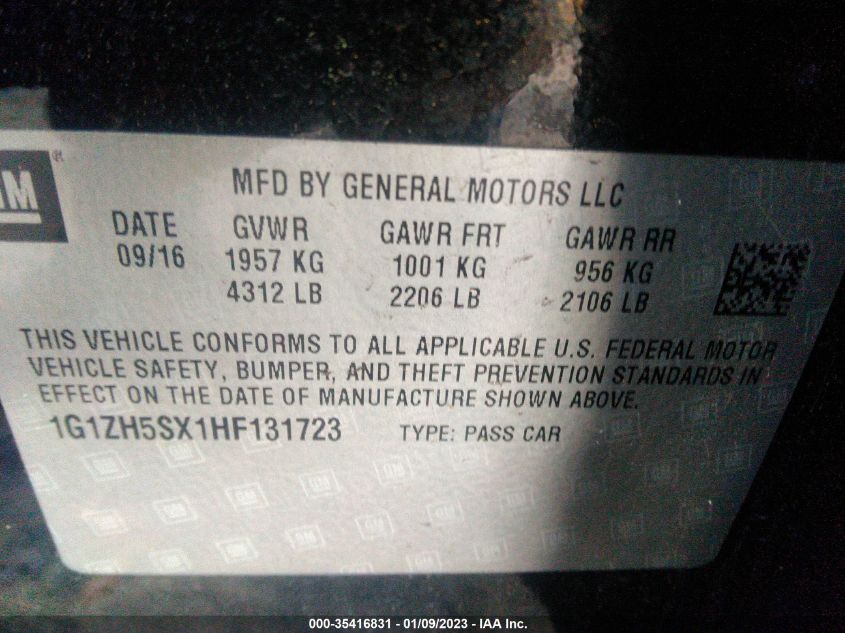 GM®
MFD BY GENERAL MOTORS LLC
DATE GVWR GAWR FRT GAWR RR
09/16 1957 KG 1001 KG 956 KG
4312 LB 2206 LB 2106 LB
THIS VEHICLE CONFORMS TO ALL APPLICABLE U.S. FEDERAL MOTOR
VEHICLE SAFETY, BUMPER, AND THEFT PREVENTION STANDARDS IN
EFFECT ON THE DATE OF MANUFACTURE SHOWN ABOVE.
1G1ZH5SX1HF131723 TYPE: PASS CAR
000-35416831 - 01/09/2023 - IAA Inc.